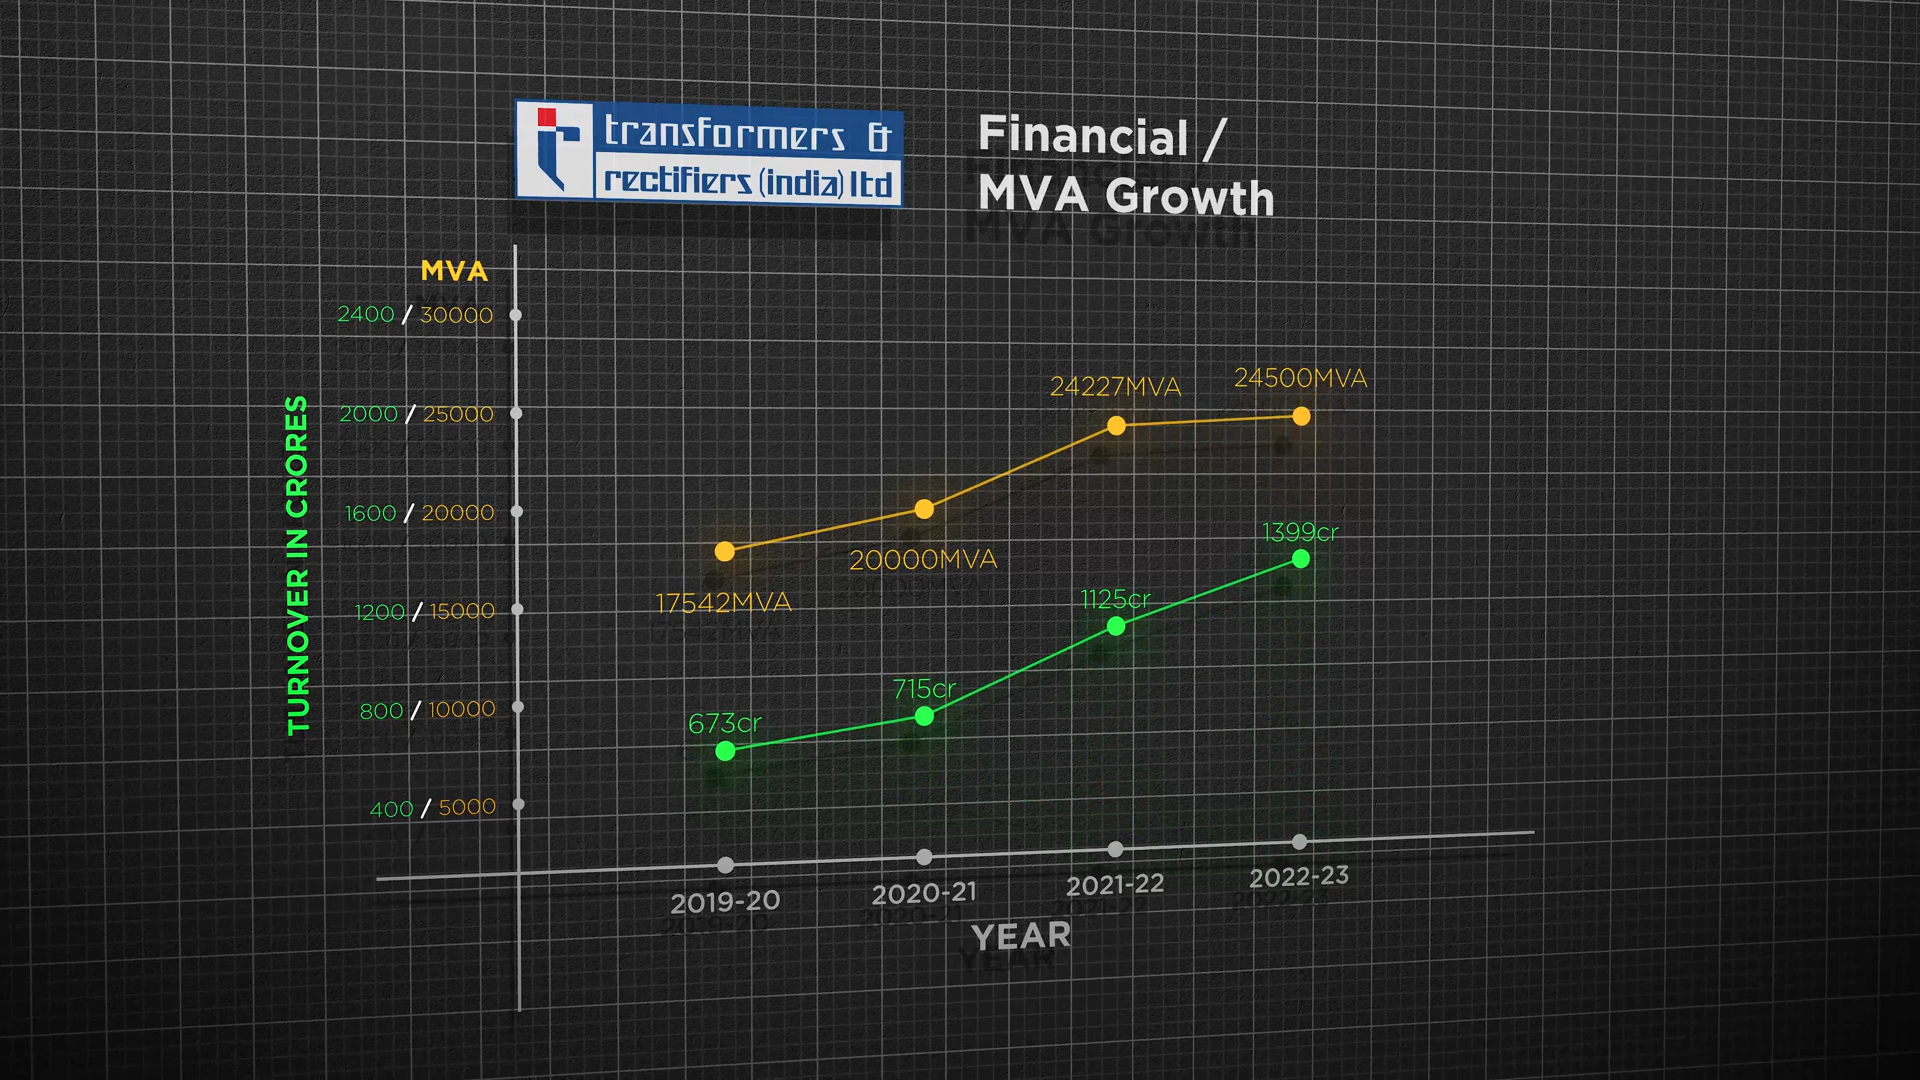 transformers &
rectifiers (india) ltd
Financial /
MVA Growth
MVA
TURNOVER IN CRORES
2400 / 30000
2000 / 25000
1600 / 20000
1200 / 15000
800 / 10000
400 / 5000
24227MVA
24500MVA
20000MVA
17542MVA
1399cr
1125cr
715cr
673cr
2019-20
2020-21
2021-22
2022-23
YEAR